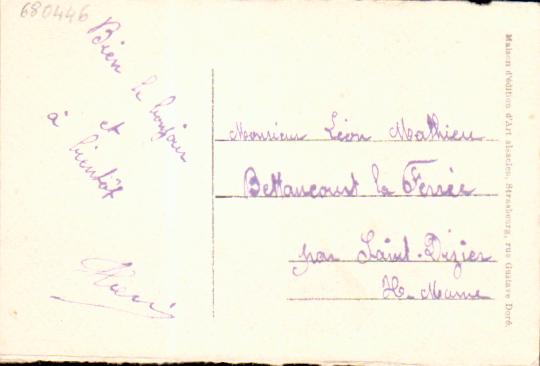 680446
Bien le bonjour
et
à bientôt
Monsieur Léon Mathieu
Bettancourt la Ferrée
par Saint-Dizier
Hte-Marne
Maison d'édition d'Art alsacien, Strasbourg, rue Gustave Doré.